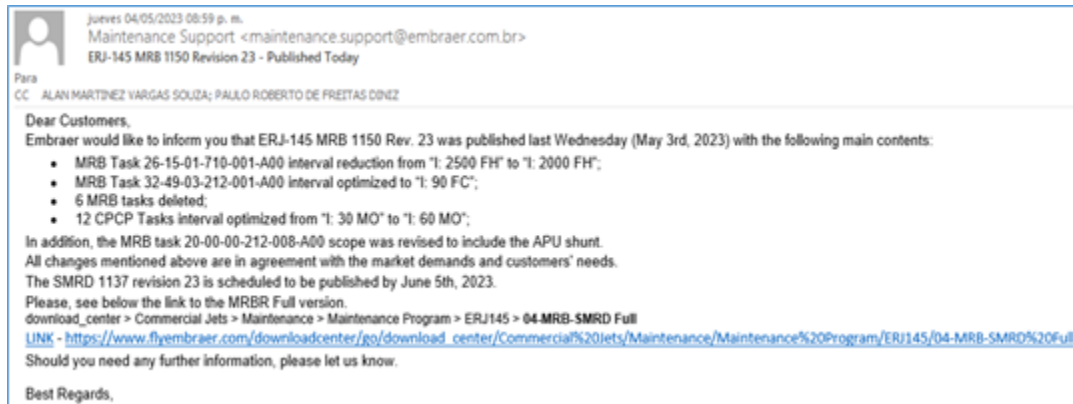 jueves 04/05/2023 08:59 p. m.
Maintenance Support <maintenance.support@embraer.com.br>
ERJ-145 MRB 1150 Revision 23 - Published Today
Para
CC ALAN MARTINEZ VARGAS SOUZA; PAULO ROBERTO DE FREITAS DINIZ
Dear Customers,
Embraer would like to inform you that ERJ-145 MRB 1150 Rev. 23 was published last Wednesday (May 3rd, 2023) with the following main contents:
• MRB Task 26-15-01-710-001-A00 interval reduction from "I: 2500 FH" to "I: 2000 FH";
• MRB Task 32-49-03-212-001-A00 interval optimized to "I: 90 FC";
• 6 MRB tasks deleted;
• 12 CPCP Tasks interval optimized from "I: 30 MO" to "I: 60 MO";
In addition, the MRB task 20-00-00-212-008-A00 scope was revised to include the APU shunt.
All changes mentioned above are in agreement with the market demands and customers' needs.
The SMRD 1137 revision 23 is scheduled to be published by June 5th, 2023.
Please, see below the link to the MRBR Full version.
download_center > Commercial Jets > Maintenance > Maintenance Program > ERJ145 > 04-MRB-SMRD Full
LINK - https://www.flyembraer.com/downloadcenter/go/download_center/Commercial%20Jets/Maintenance/Maintenance%20Program/ERJ145/04-MRB-SMRD%20Full
Should you need any further information, please let us know.
Best Regards,